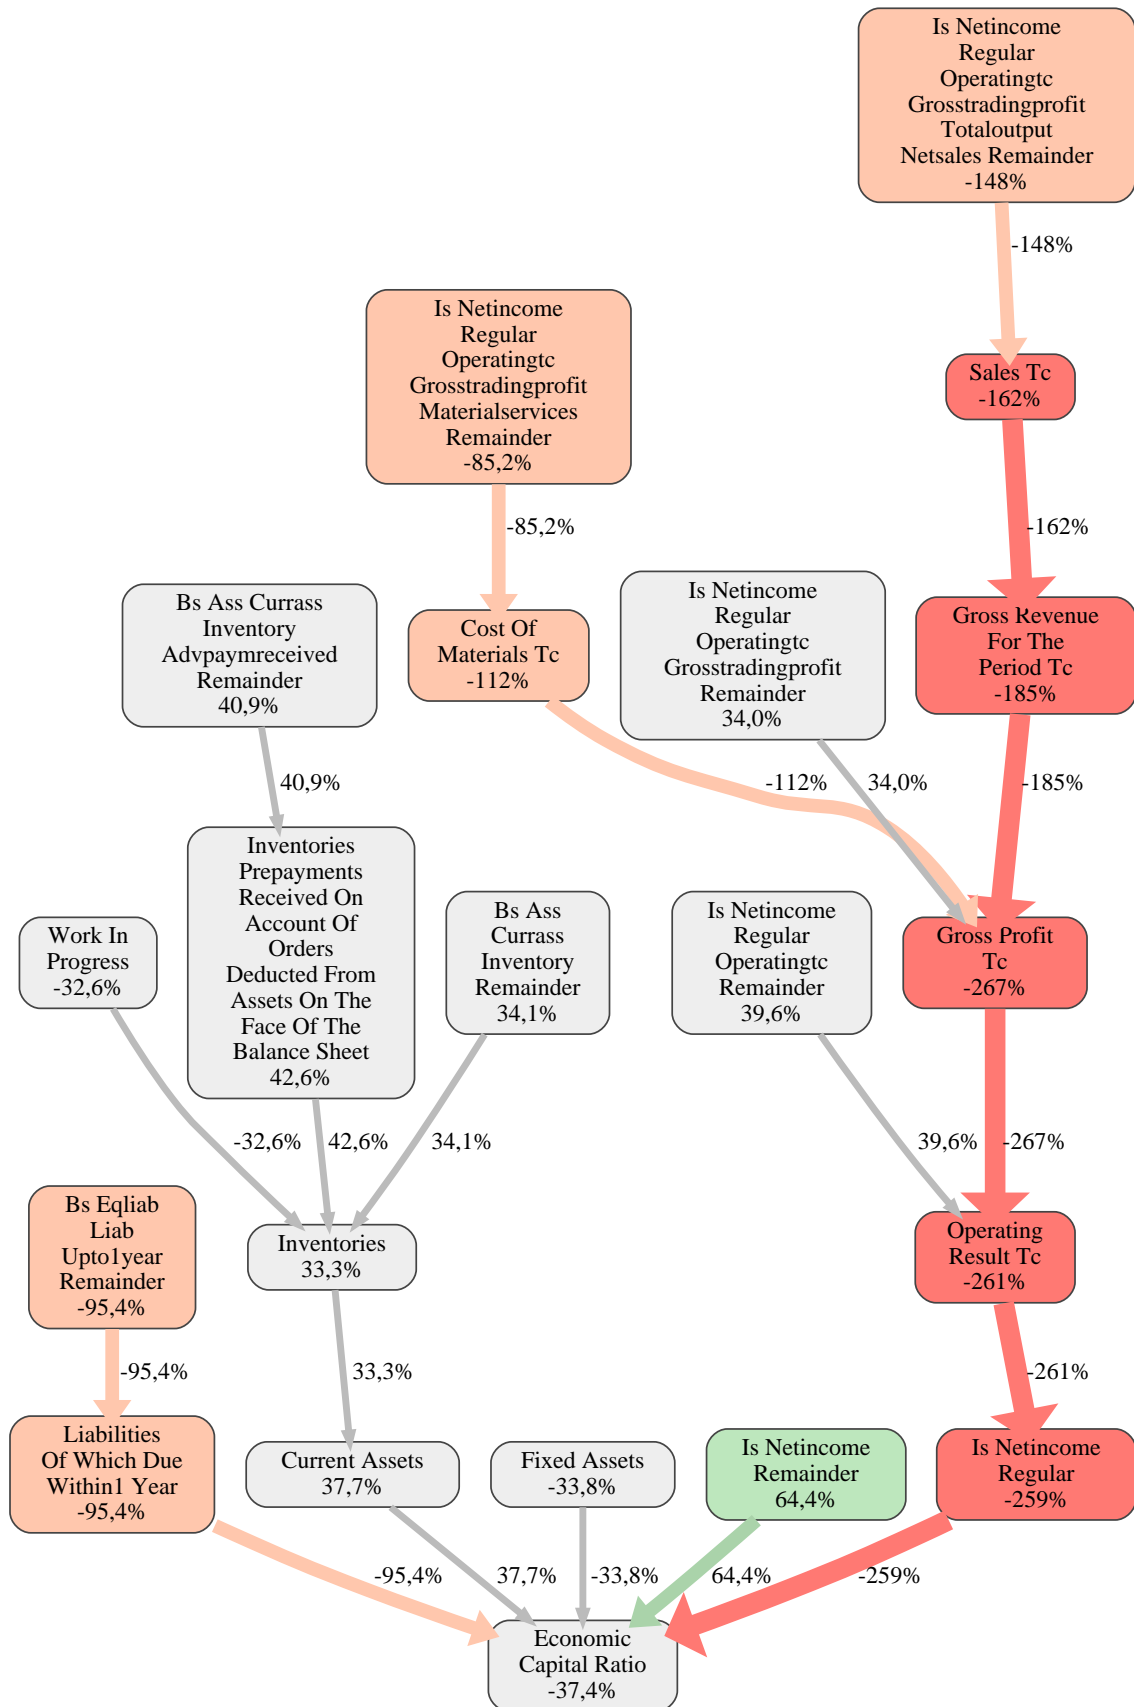 Is Netincome
Regular
Operatingtc
Grosstradingprofit
Totaloutput
Netsales Remainder
-148%
-148%
Is Netincome
Regular
Operatingtc
Grosstradingprofit
Materialservices
Remainder
-85,2%
Sales Tc
-162%
-85,2%
-162%
Bs Ass Currass
Inventory
Advpaymreceived
Remainder
40,9%
Cost Of
Materials Tc
-112%
Is Netincome
Regular
Operatingtc
Grosstradingprofit
Remainder
34,0%
Gross Revenue
For The
Period Tc
-185%
40,9%
-112%
34,0%
-185%
Work In
Progress
-32,6%
Inventories
Prepayments
Received On
Account Of
Orders
Deducted From
Assets On The
Face Of The
Balance Sheet
42,6%
Bs Ass
Currass
Inventory
Remainder
34,1%
Is Netincome
Regular
Operatingtc
Remainder
39,6%
Gross Profit
Tc
-267%
-32,6%
42,6%
34,1%
39,6%
-267%
Bs Eqliab
Liab
Upto1year
Remainder
-95,4%
Inventories
33,3%
Operating
Result Tc
-261%
-95,4%
33,3%
-261%
Liabilities
Of Which Due
Within1 Year
-95,4%
Current Assets
37,7%
Fixed Assets
-33,8%
Is Netincome
Remainder
64,4%
Is Netincome
Regular
-259%
-95,4%
37,7%
-33,8%
64,4%
-259%
Economic
Capital Ratio
-37,4%